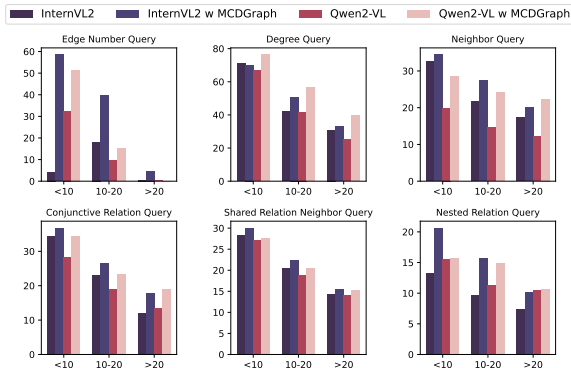 InternVL2 InternVL2 w MCDGraph Qwen2-VL Qwen2-VL w MCDGraph
Edge Number Query
60
50
40
30
20
10
0
<10 10-20 >20
Degree Query
80
60
40
20
0
<10 10-20 >20
Neighbor Query
30
20
10
0
<10 10-20 >20
Conjunctive Relation Query
30
20
10
0
<10 10-20 >20
Shared Relation Neighbor Query
30
25
20
15
10
5
0
<10 10-20 >20
Nested Relation Query
20
15
10
5
0
<10 10-20 >20